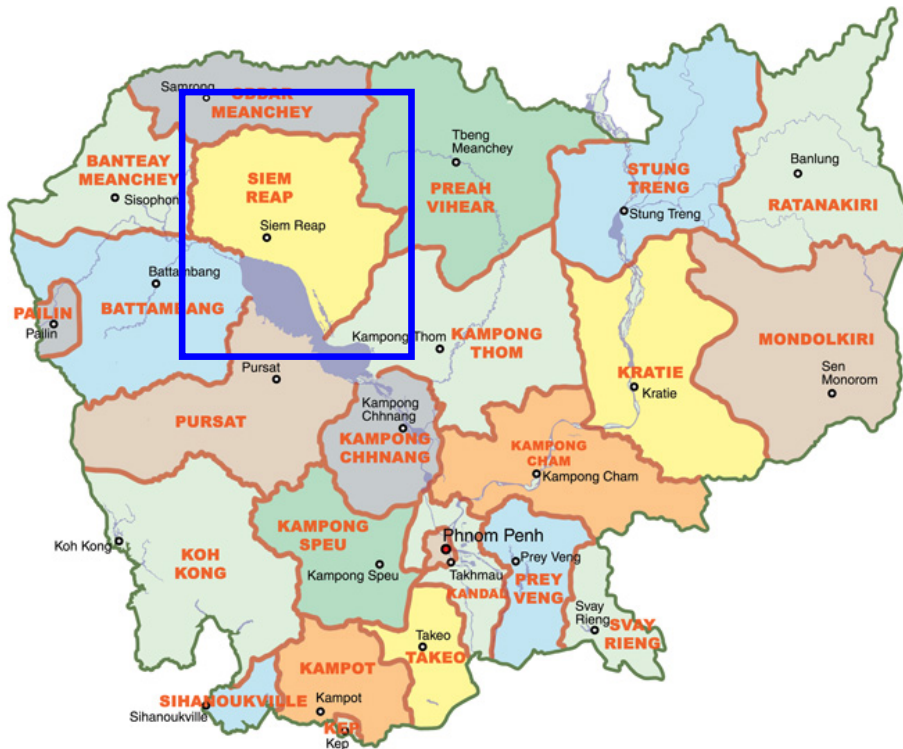 Samrong
ODDAR
MEANCHEY
BANTEAY
MEANCHEY
Sisophon
SIEM
REAP
Siem Reap
Tbeng
Meanchey
PREAH
VIHEAR
STUNG
TRENG
Stung Treng
Banlung
RATANAKIRI
Battambang
BATTAMBANG
PAILIN
Pailin
Kampong Thom
KAMPONG
THOM
KRATIE
Kratie
MONDOLKIRI
Sen
Monorom
Pursat
PURSAT
Kampong
Chhnang
KAMPONG
CHHNANG
KAMPONG
CHAM
Kampong Cham
Koh Kong
KOH
KONG
KAMPONG
SPEU
Kampong Speu
Phnom Penh
Takhmau
KANDAL
Prey Veng
PREY
VENG
Svay
Rieng
SVAY
RIENG
Takeo
TAKEO
KAMPOT
Kampot
SIHANOUKVILLE
Sihanoukville
KEP
Kep